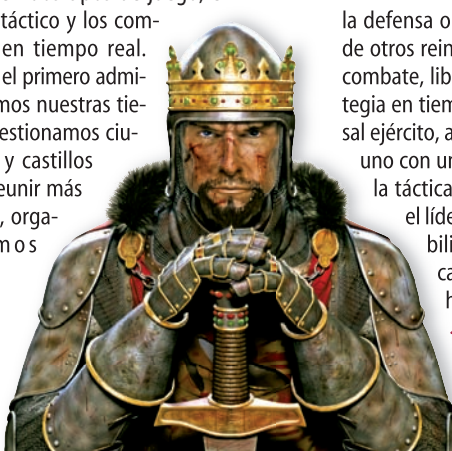 táctico y los com-
en tiempo real.
el primero admi-
mos nuestras tie-
estionamos ciu-
y castillos
eunir más
, orga-
mos
la defensa o
de otros rein
combate, lib
tegia en tiem
sal ejército, a
uno con un
la táctica
el líde
bili
ca
h